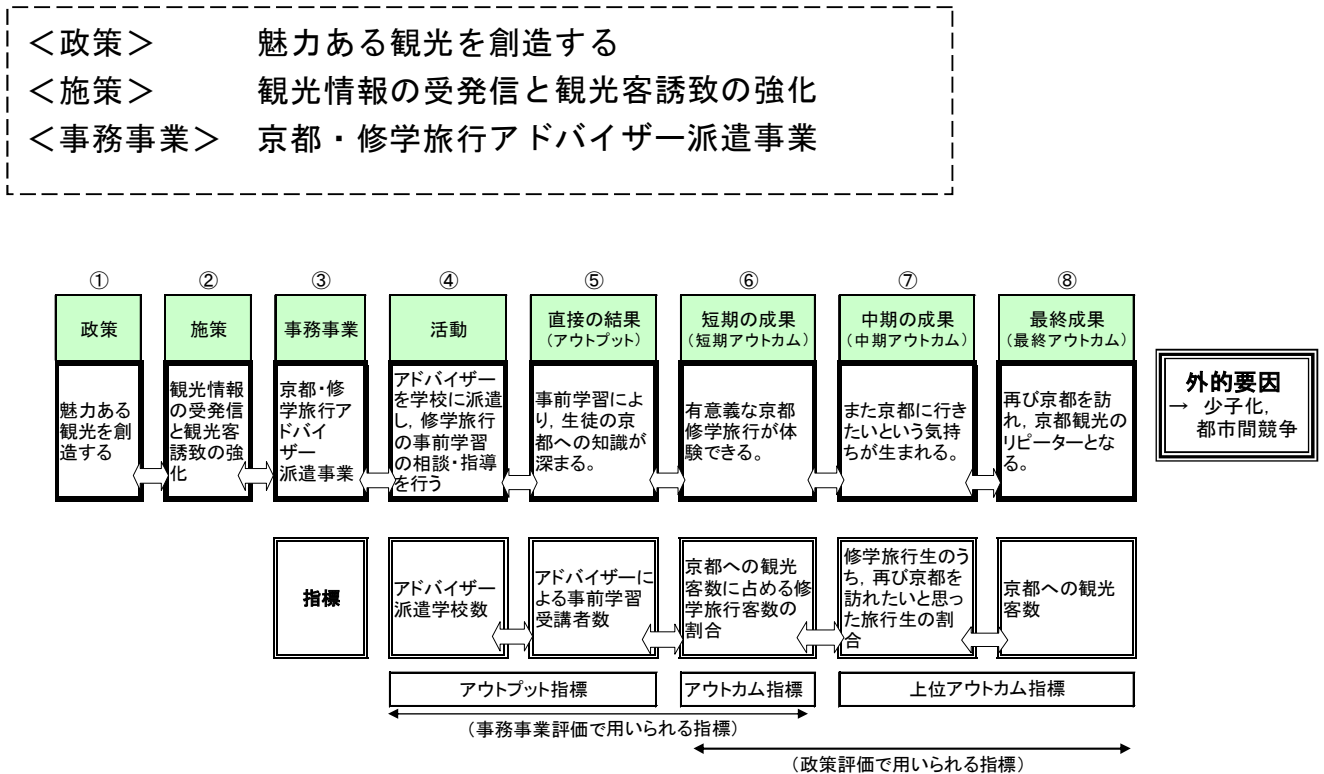 <政策> 魅力ある観光を創造する
<施策> 観光情報の受発信と観光客誘致の強化
<事務事業> 京都・修学旅行アドバイザー派遣事業
① ② ③ ④ ⑤ ⑥ ⑦ ⑧
政策
施策
事務事業
活動
直接の結果
(アウトプット)
短期の成果
(短期アウトカム)
中期の成果
(中期アウトカム)
最終成果
(最終アウトカム)
魅力ある
観光を創
造する
観光情報
の受発信
と観光客
誘致の強
化
京都・修
学旅行ア
ドバイ
ザー
派遣事業
アドバイザー
を学校に派遣
し,修学旅行
の事前学習
の相談・指導
を行う
事前学習によ
り,生徒の京
都への知識が
深まる。
有意義な京都
修学旅行が体
験できる。
また京都に行き
たいという気持
ちが生まれる。
再び京都を訪
れ,京都観光の
リピーターとな
る。
外的要因
→ 少子化,
都市間競争
指標
アドバイザー
派遣学校数
アドバイザーに
よる事前学習
受講者数
京都への観光
客数に占める修
学旅行客数の
割合
修学旅行生のう
ち,再び京都を
訪れたいと思っ
た旅行生の割
合
京都への観光
客数
アウトプット指標
アウトカム指標
上位アウトカム指標
(事務事業評価で用いられる指標)
(政策評価で用いられる指標)